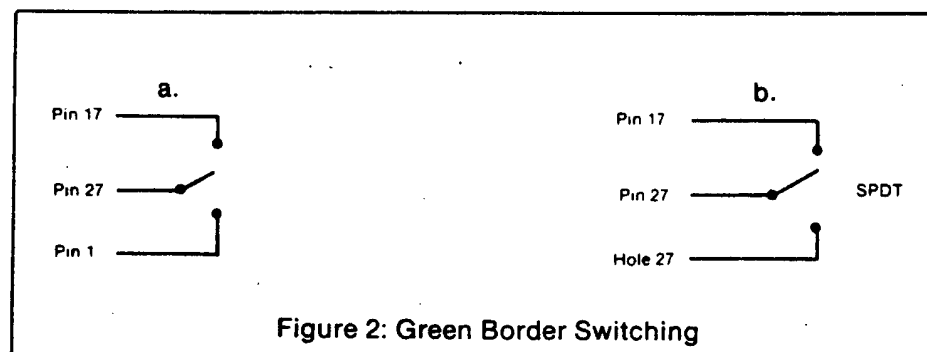 a.
Pin 17
Pin 27
Pin 1
b.
Pin 17
Pin 27
SPDT
Hole 27
Figure 2: Green Border Switching